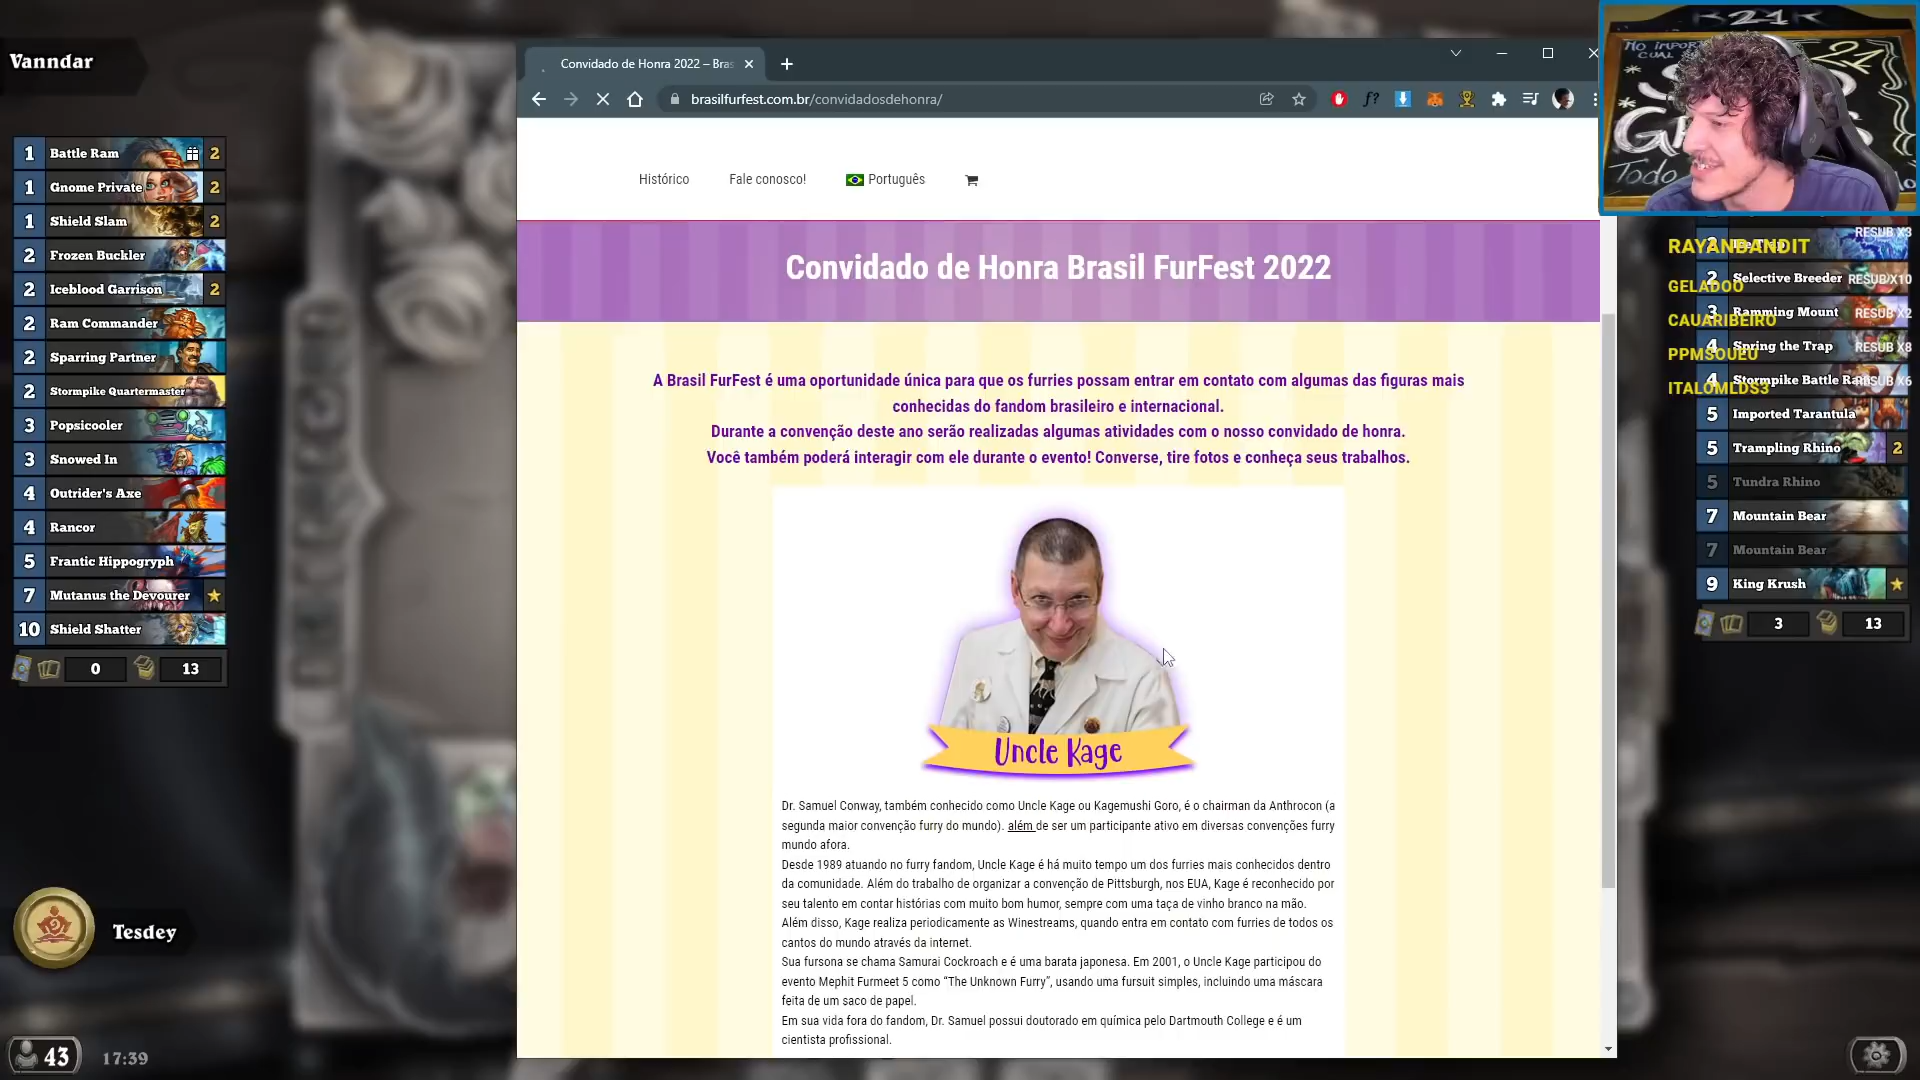 Vanndar
1 Battle Ram 2
1 Gnome Private 2
1 Shield Slam 2
2 Frozen Buckler
2 Iceblood Garrison 2
2 Ram Commander
2 Sparring Partner
2 Stormpike Quartermaster
3 Popsicooler
3 Snowed In
4 Outrider's Axe
4 Rancor
5 Frantic Hippogryph
7 Mutanus the Devourer
10 Shield Shatter
0 13
Tesdey
43 17:39
Convidado de Honra 2022 – Bras
brasilfurfest.com.br/convidadosdehonra/
Histórico Fale conosco! Português
Convidado de Honra Brasil FurFest 2022
A Brasil FurFest é uma oportunidade única para que os furries possam entrar em contato com algumas das figuras mais
conhecidas do fandom brasileiro e internacional.
Durante a convenção deste ano serão realizadas algumas atividades com o nosso convidado de honra.
Você também poderá interagir com ele durante o evento! Converse, tire fotos e conheça seus trabalhos.
Uncle Kage
Dr. Samuel Conway, também conhecido como Uncle Kage ou Kagemushi Goro, é o chairman da Anthrocon (a
segunda maior convenção furry do mundo). além de ser um participante ativo em diversas convenções furry
mundo afora.
Desde 1989 atuando no furry fandom, Uncle Kage é há muito tempo um dos furries mais conhecidos dentro
da comunidade. Além do trabalho de organizar a convenção de Pittsburgh, nos EUA, Kage é reconhecido por
seu talento em contar histórias com muito bom humor, sempre com uma taça de vinho branco na mão.
Além disso, Kage realiza periodicamente as Winestreams, quando entra em contato com furries de todos os
cantos do mundo através da internet.
Sua fursona se chama Samurai Cockroach e é uma barata japonesa. Em 2001, o Uncle Kage participou do
evento Mephit Furmeet 5 como “The Unknown Furry”, usando uma fursuit simples, incluindo uma máscara
feita de um saco de papel.
Em sua vida fora do fandom, Dr. Samuel possui doutorado em química pelo Dartmouth College e é um
cientista profissional.
21
Todo
RAYANBANDIT RESUB X3
GELADOO RESUB X10
CAUARIBEIRO RESUB X2
PPMSOUEU RESUB X8
ITALOMLDS3 RESUB X6
2 Ice Trap
2 Selective Breeder
3 Ramming Mount
4 Spring the Trap
4 Stormpike Battle Ram
5 Imported Tarantula
5 Trampling Rhino 2
5 Tundra Rhino
7 Mountain Bear
7 Mountain Bear
9 King Krush
3 13